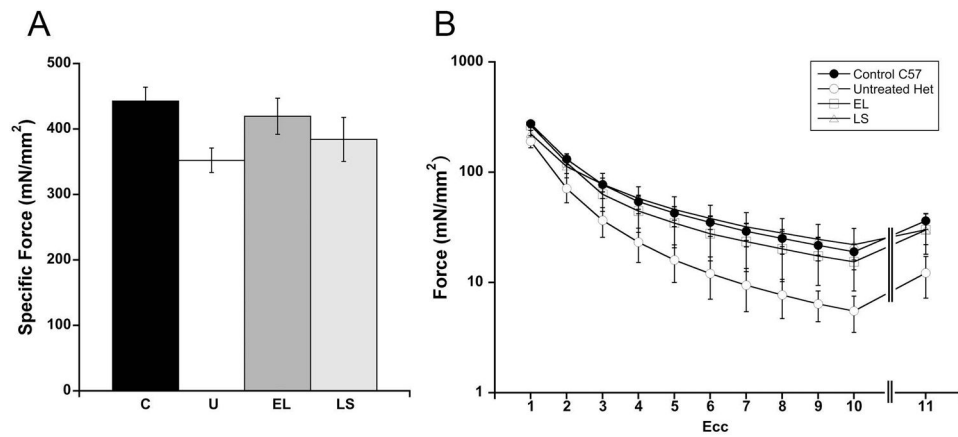 A
B
Specific Force (mN/mm²)
500
400
300
200
100
0
C U EL LS
Force (mN/mm²)
1000
100
10
1
Control C57
Untreated Het
EL
LS
1 2 3 4 5 6 7 8 9 10 11
Ecc